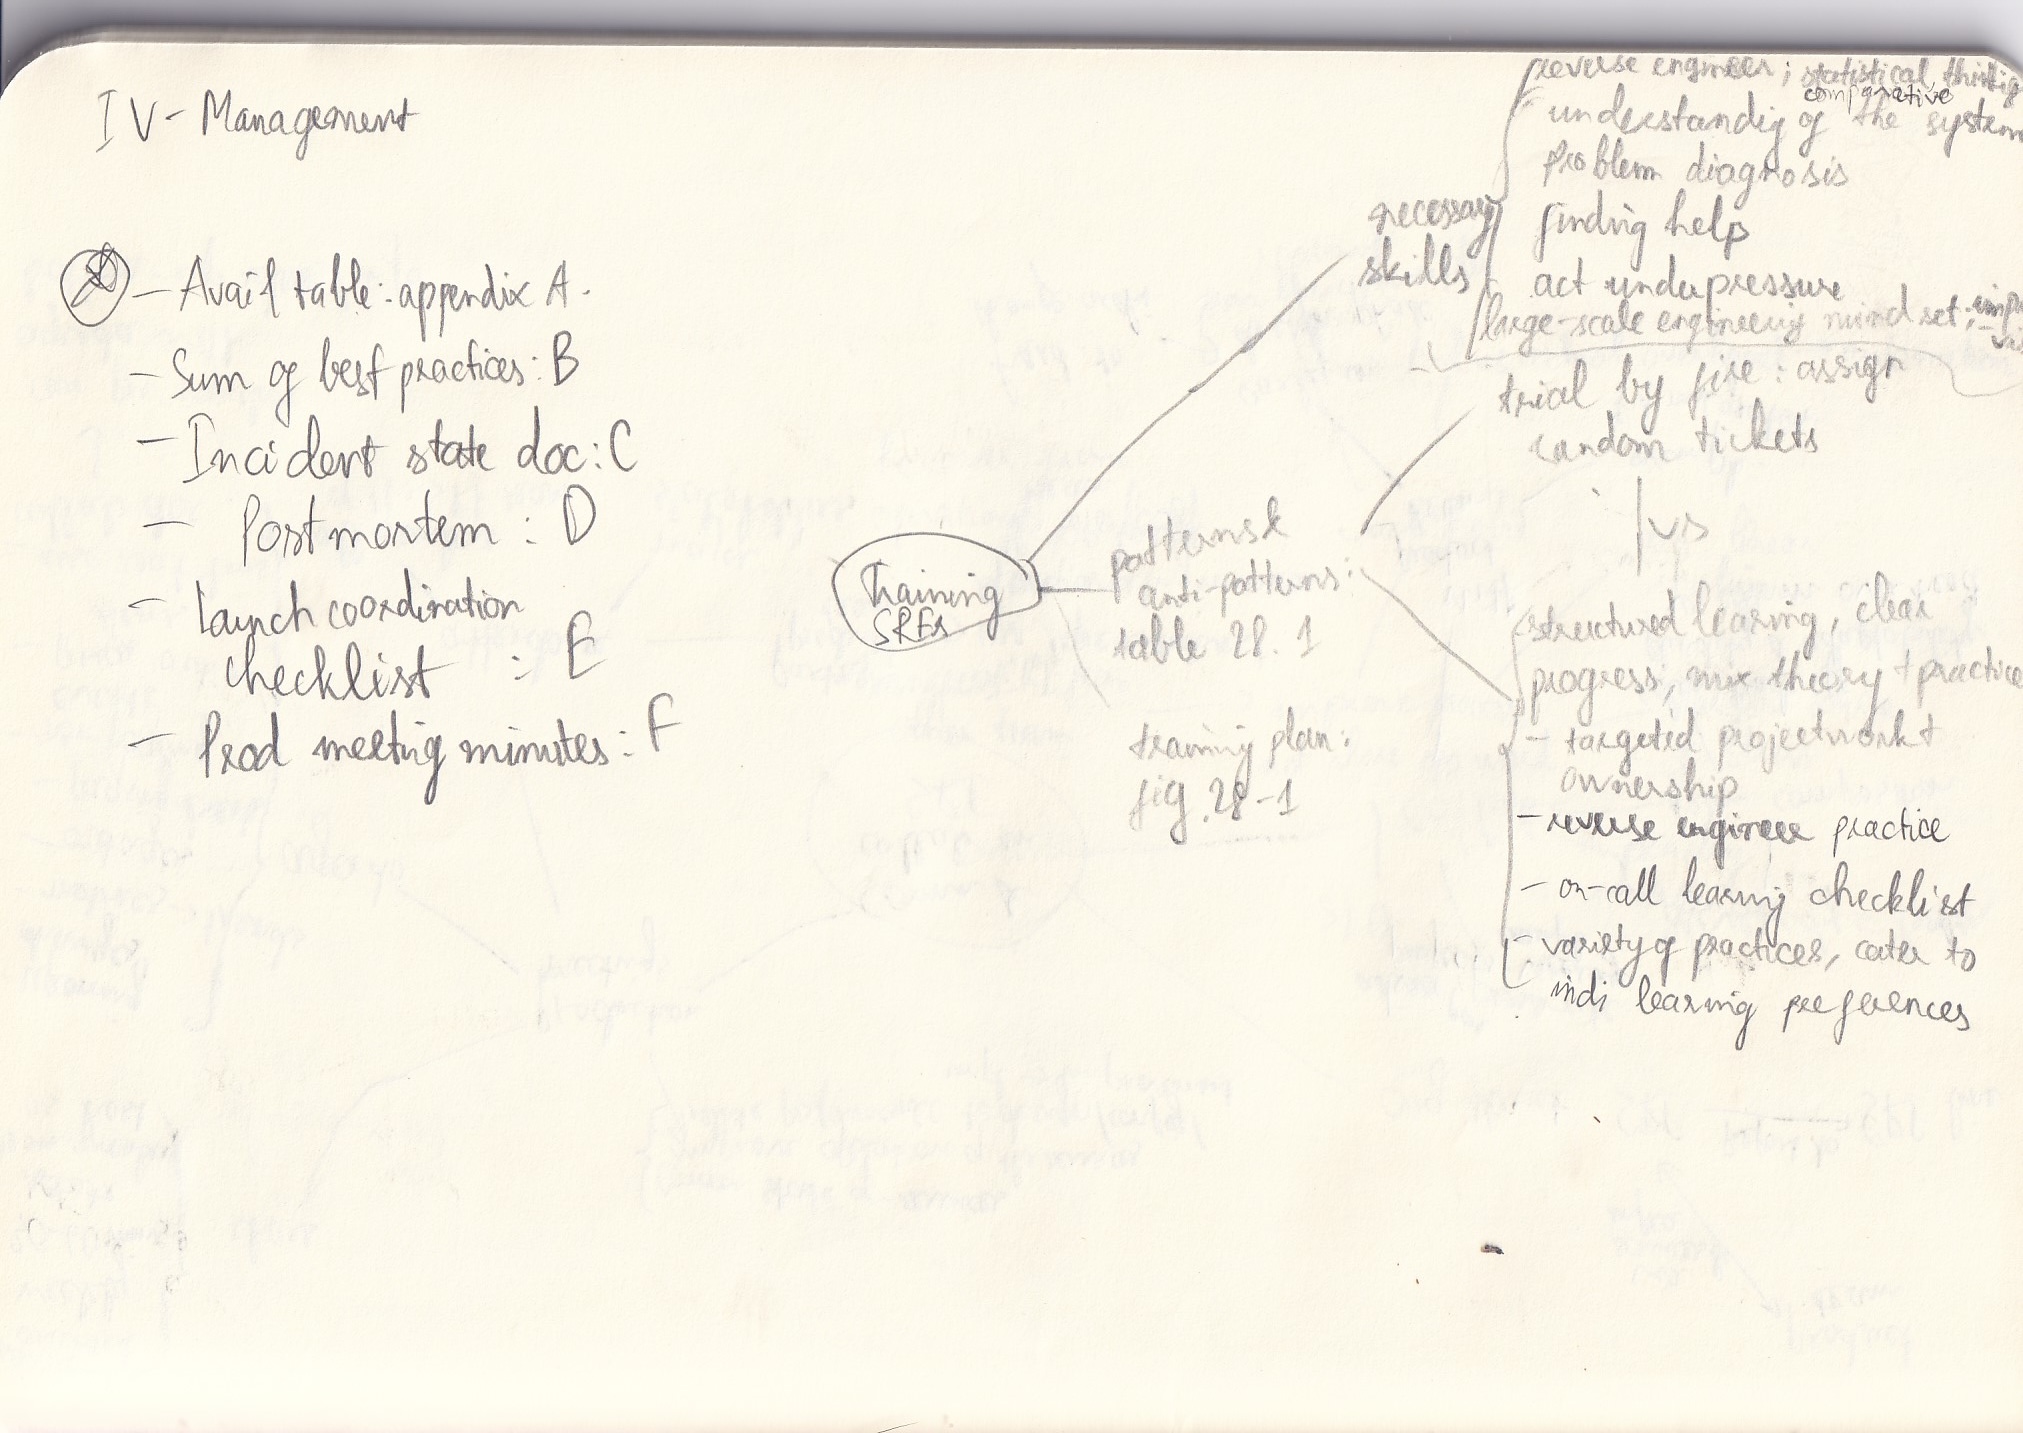 IV - Management
- Avail table: appendix A.
- Sum of best practices: B
- Incident state doc: C
- Postmortem : D
- Launch coordination
checklist : E
- Prod meeting minutes: F
Training
SREs
necessary
skills
reverse engineer; statistical thinkig
comparative
understandig of the system
problem diagnosis
finding help
act under pressure
large-scale engineering mindset;
patterns &
anti-patterns:
table 28.1
trial by fire: assign
random tickets
vs
structured learning, clear
progress, mix theory + practice
- targeted project work +
ownership
- reverse engineer practice
- on-call learning checklist
- variety of practices, cater to
indi learning preferences
training plan:
fig. 28-1